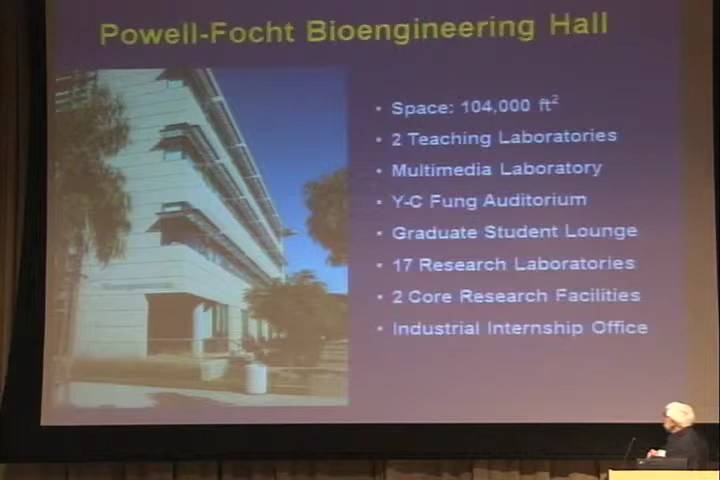 Powell-Focht Bioengineering Hall
• Space: 104,000 ft²
• 2 Teaching Laboratories
• Multimedia Laboratory
• Y-C Fung Auditorium
• Graduate Student Lounge
• 17 Research Laboratories
• 2 Core Research Facilities
• Industrial Internship Office